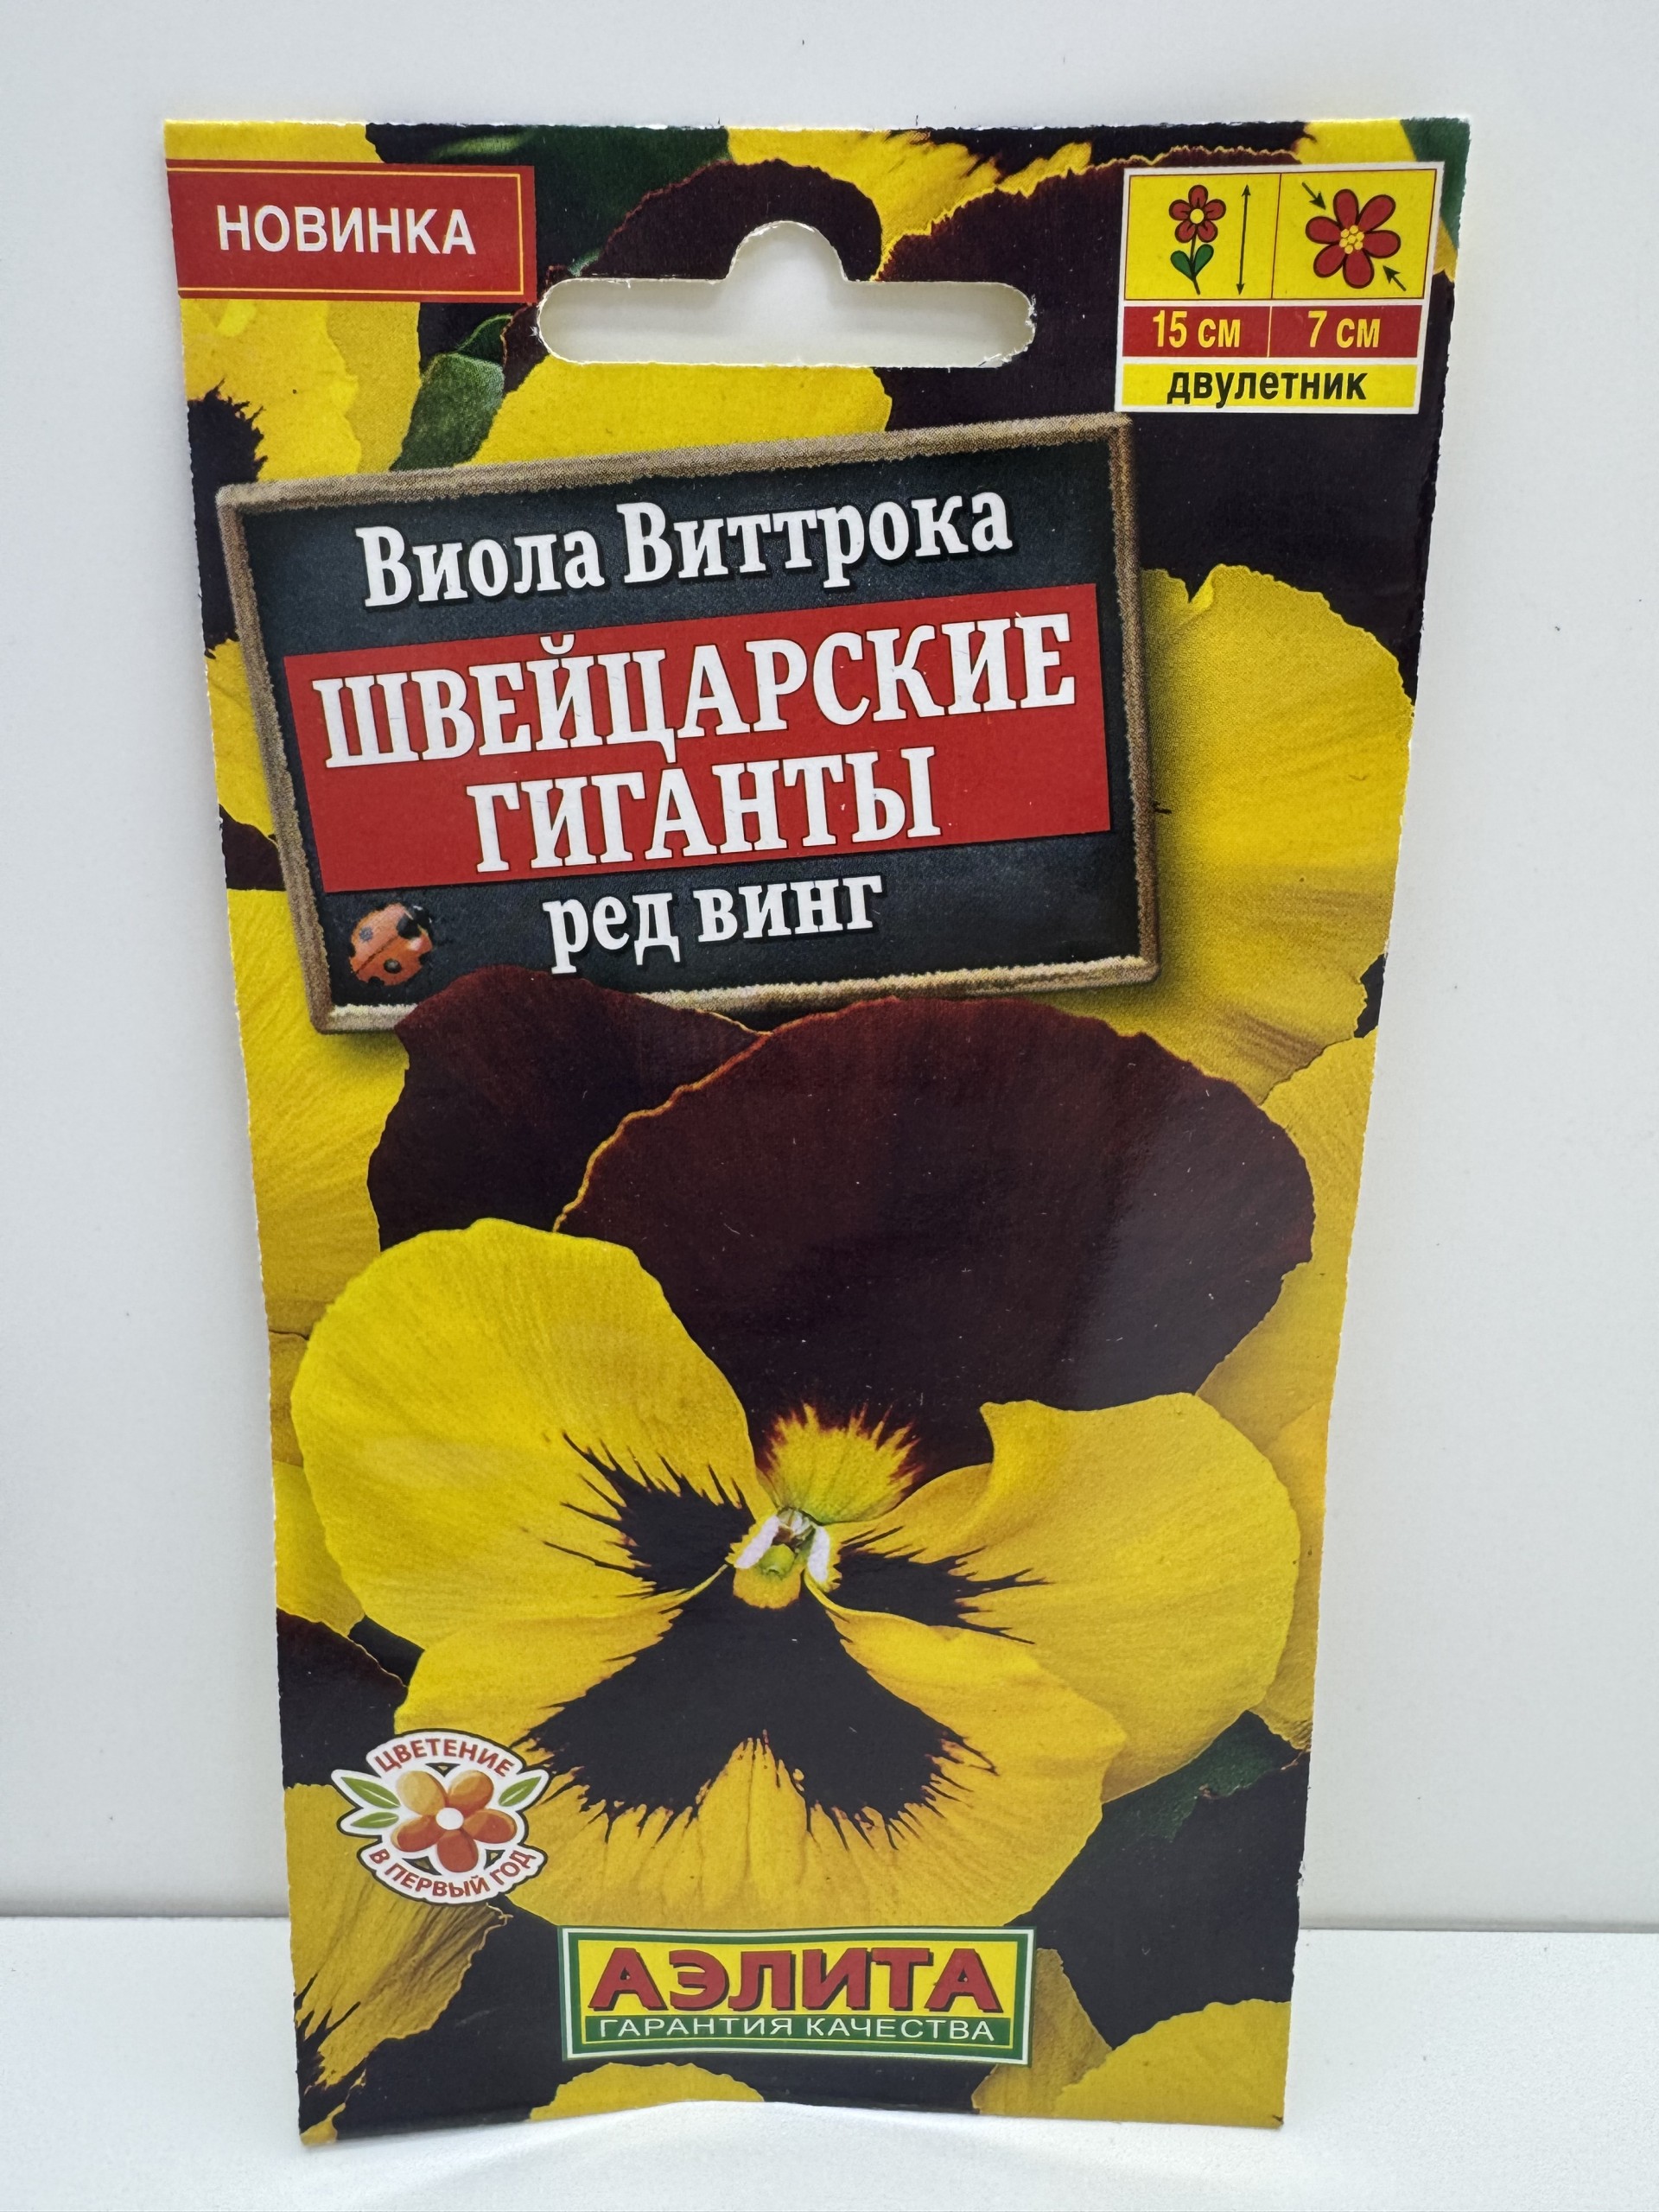 НОВИНКА
15 см 7 см
двулетник
Виола Виттрока
ШВЕЙЦАРСКИЕ
ГИГАНТЫ
ред винг
ЦВЕТЕНИЕ
В ПЕРВЫЙ ГОД
АЭЛИТА
ГАРАНТИЯ КАЧЕСТВА